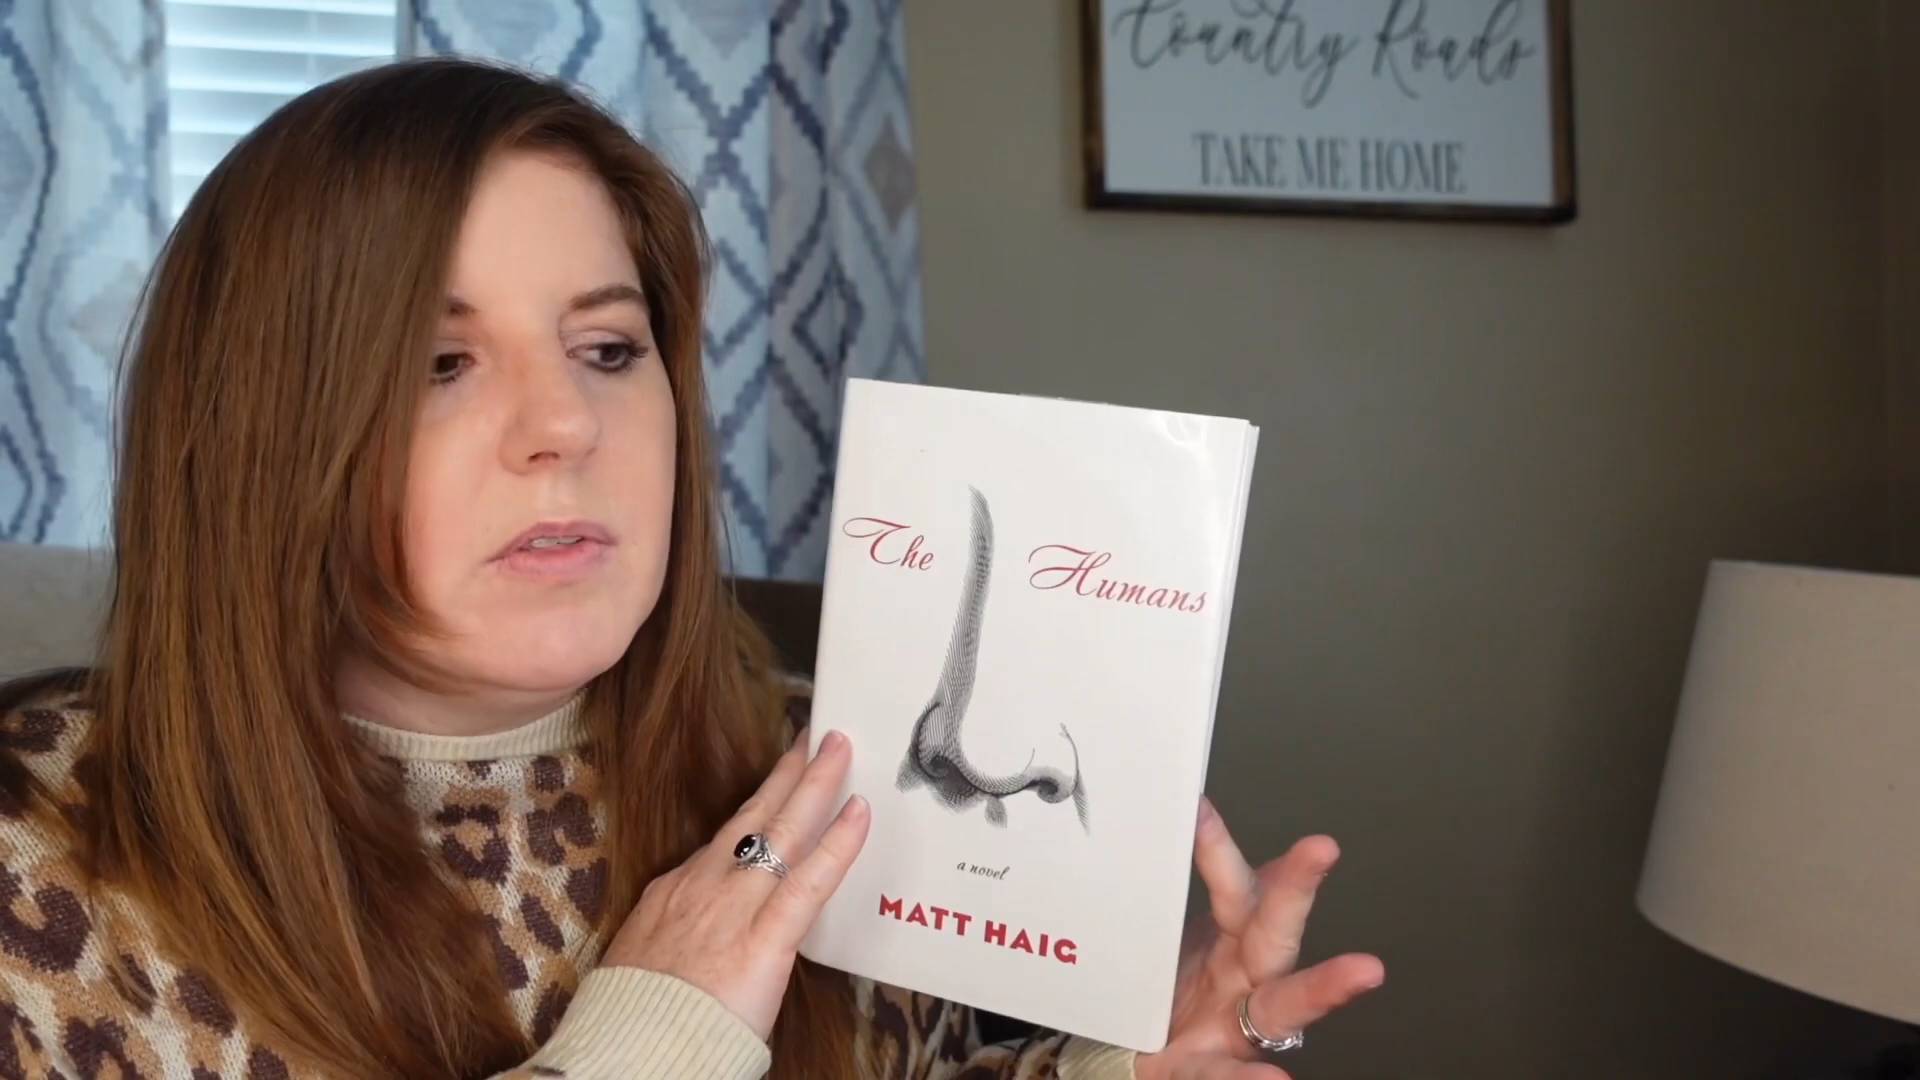 Country Roads
TAKE ME HOME
The Humans
a novel
MATT HAIG